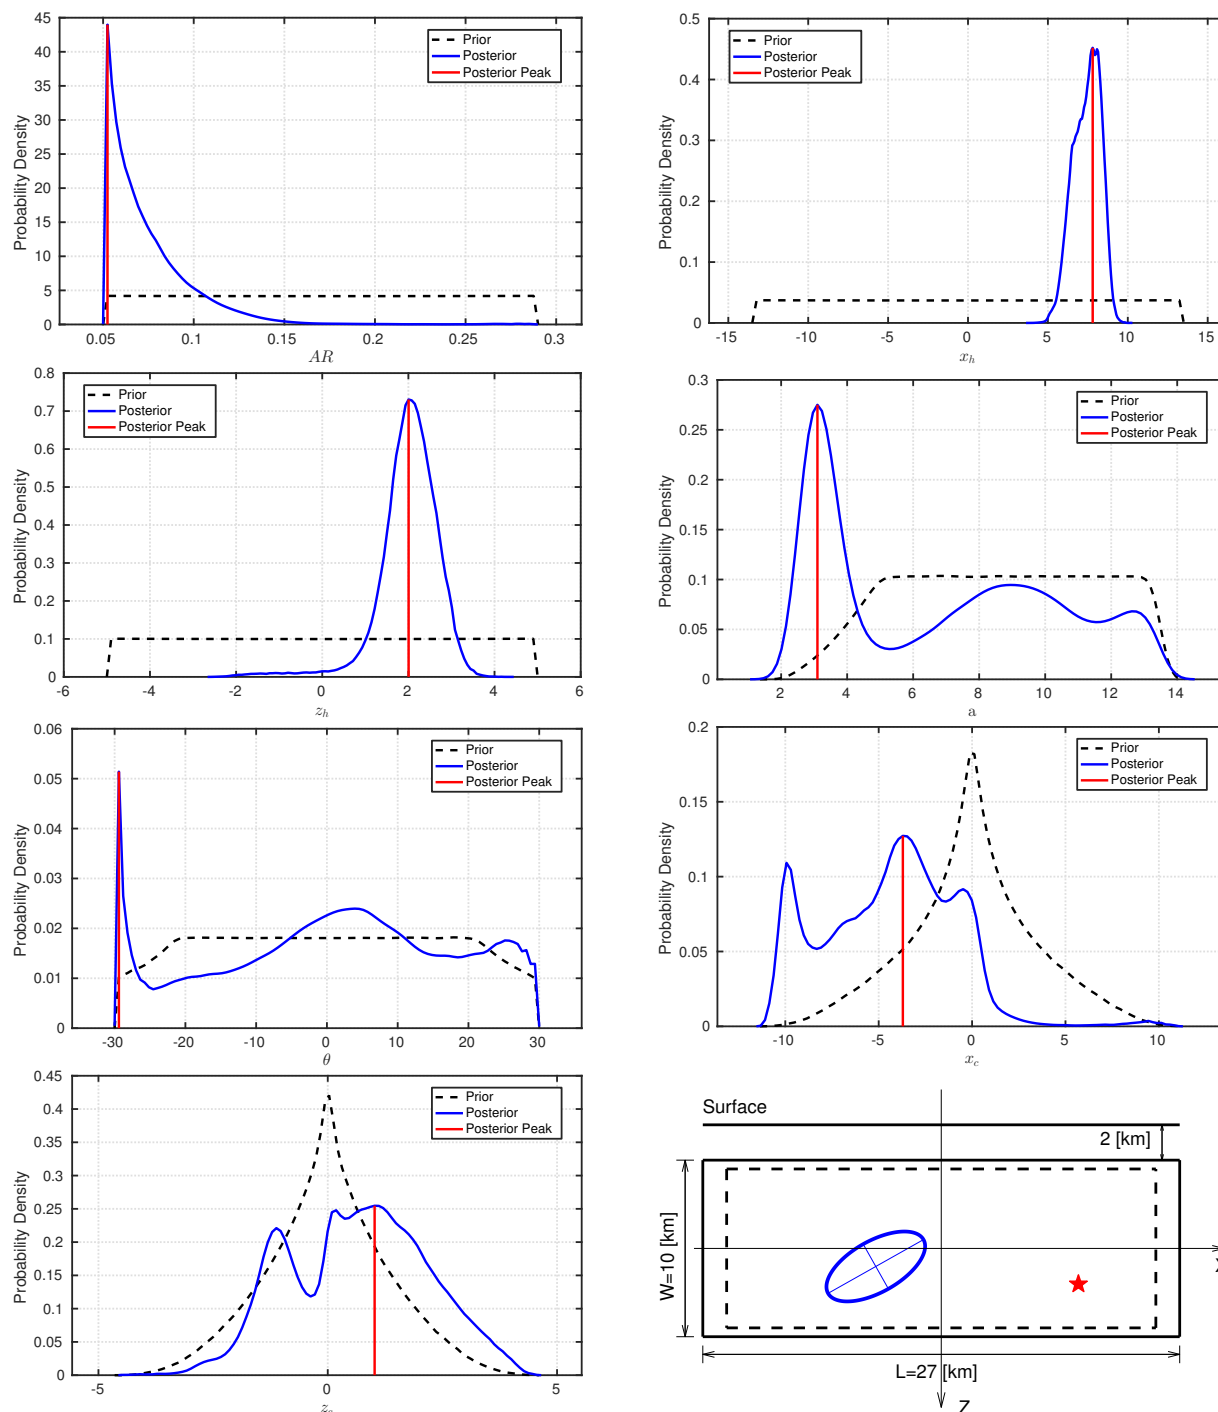 45
40
35
30
25
20
15
10
5
0
0.05
0.1
0.15
0.2
0.25
0.3
Probability Density
AR
Prior
Posterior
Posterior Peak
0.5
0.4
0.3
0.2
0.1
0
-15
-10
-5
0
5
10
15
Probability Density
x_h
Prior
Posterior
Posterior Peak
0.8
0.7
0.6
0.5
0.4
0.3
0.2
0.1
0
-6
-4
-2
0
2
4
6
Probability Density
z_h
Prior
Posterior
Posterior Peak
0.3
0.25
0.2
0.15
0.1
0.05
0
2
4
6
8
10
12
14
Probability Density
a
Prior
Posterior
Posterior Peak
0.06
0.05
0.04
0.03
0.02
0.01
0
-30
-20
-10
0
10
20
30
Probability Density
θ
Prior
Posterior
Posterior Peak
0.2
0.15
0.1
0.05
0
-10
-5
0
5
10
Probability Density
x_c
Prior
Posterior
Posterior Peak
0.45
0.4
0.35
0.3
0.25
0.2
0.15
0.1
0.05
0
-5
0
5
Probability Density
z_c
Prior
Posterior
Posterior Peak
Surface
2 [km]
W=10 [km]
L=27 [km]
Z